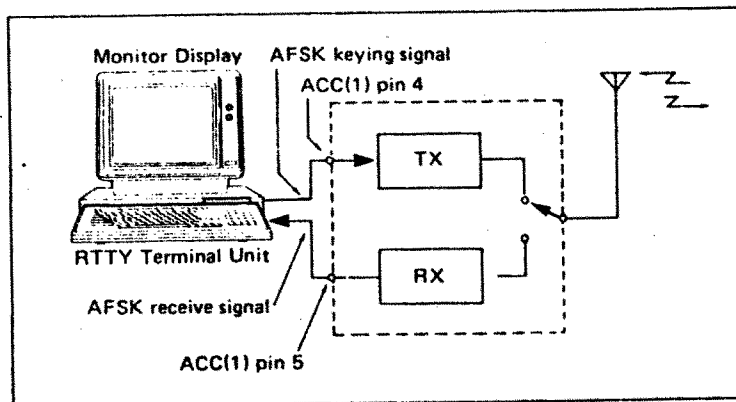 Monitor Display
AFSK keying signal
ACC(1) pin 4
TX
RTTY Terminal Unit
RX
AFSK receive signal
ACC(1) pin 5